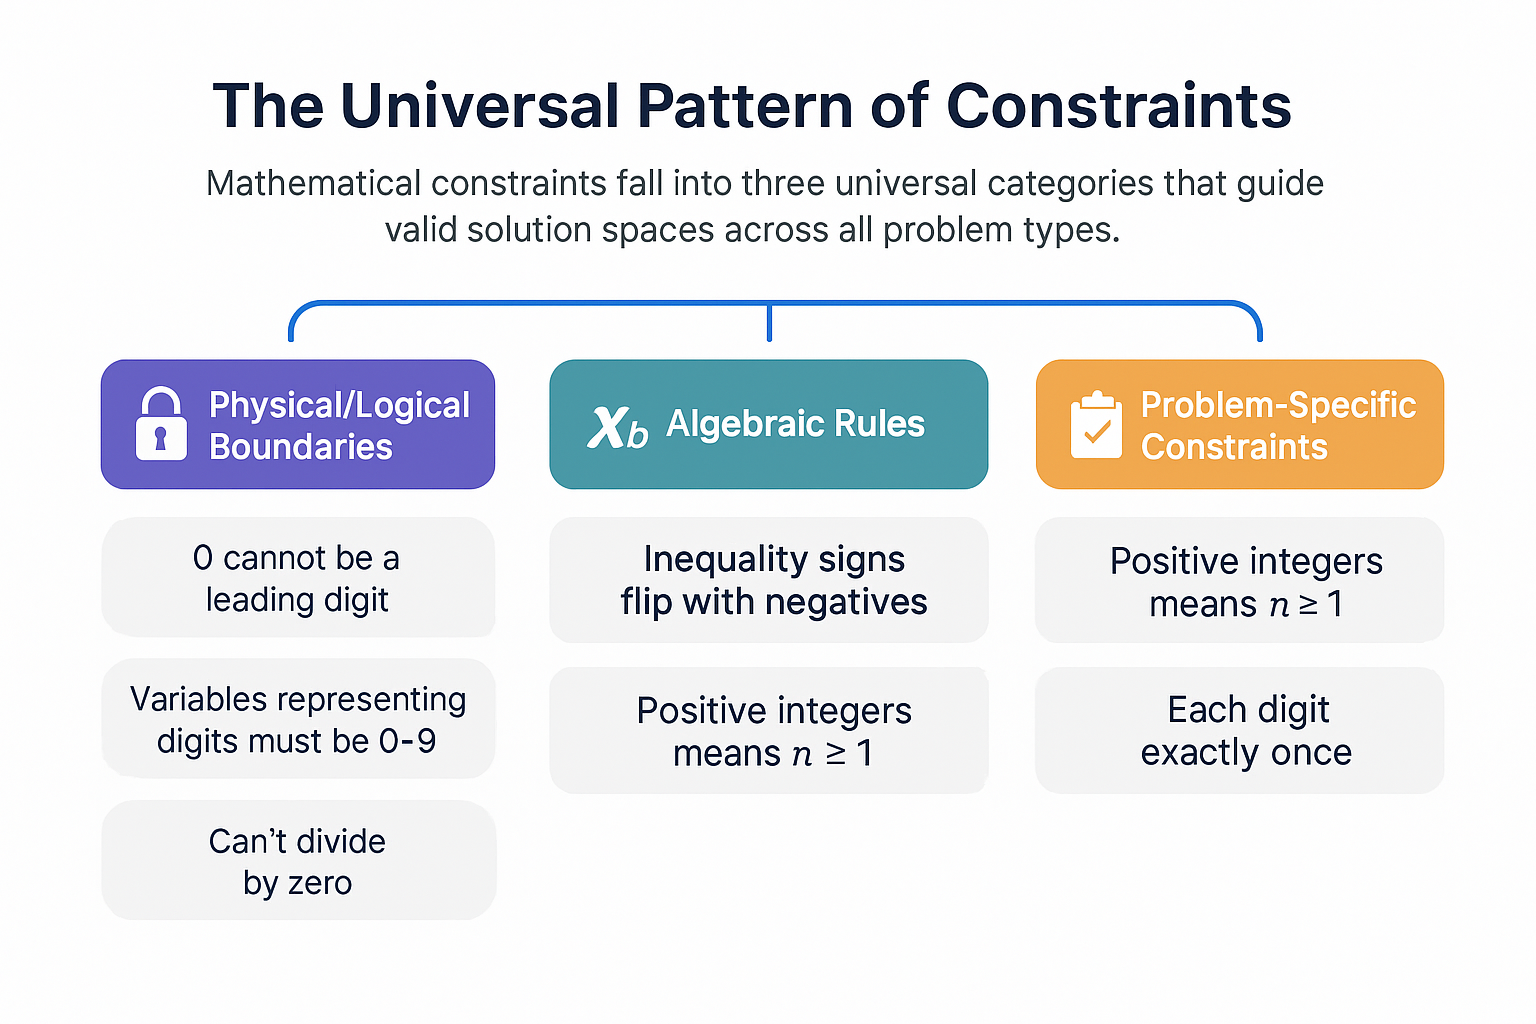 The Universal Pattern of Constraints
Mathematical constraints fall into three universal categories that guide
valid solution spaces across all problem types.
Physical/Logical
Boundaries
0 cannot be a
leading digit
Variables representing
digits must be 0-9
Can't divide
by zero
Xb Algebraic Rules
Inequality signs
flip with negatives
Positive integers
means n ≥ 1
Problem-Specific
Constraints
Positive integers
means n ≥ 1
Each digit
exactly once